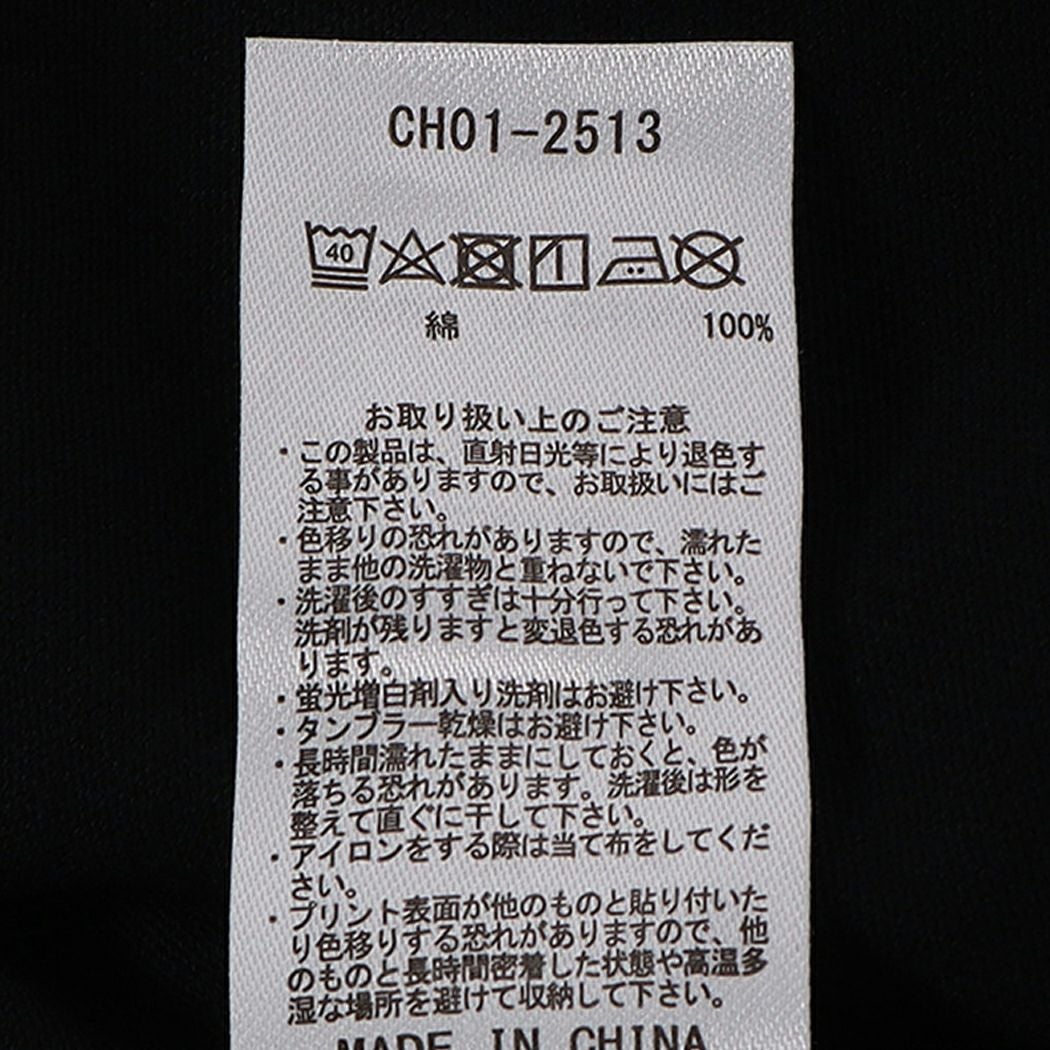 CH01-2513
40
綿 100%
お取り扱い上のご注意
・この製品は、直射日光等により退色す
る事がありますので、お取扱いにはご
注意下さい。
・色移りの恐れがありますので、濡れた
まま他の洗濯物と重ねないで下さい。
・洗濯後のすすぎは十分行って下さい。
洗剤が残りますと変退色する恐れがあ
ります。
・蛍光増白剤入り洗剤はお避け下さい。
・タンブラー乾燥はお避け下さい。
・長時間濡れたままにしておくと、色が
落ちる恐れがあります。洗濯後は形を
整えて直ぐに干して下さい。
・アイロンをする際は当て布をしてくだ
さい。
・プリント表面が他のものと貼り付いた
り色移りする恐れがありますので、他
のものと長時間密着した状態や高温多
湿な場所を避けて収納して下さい。
MADE IN CHINA